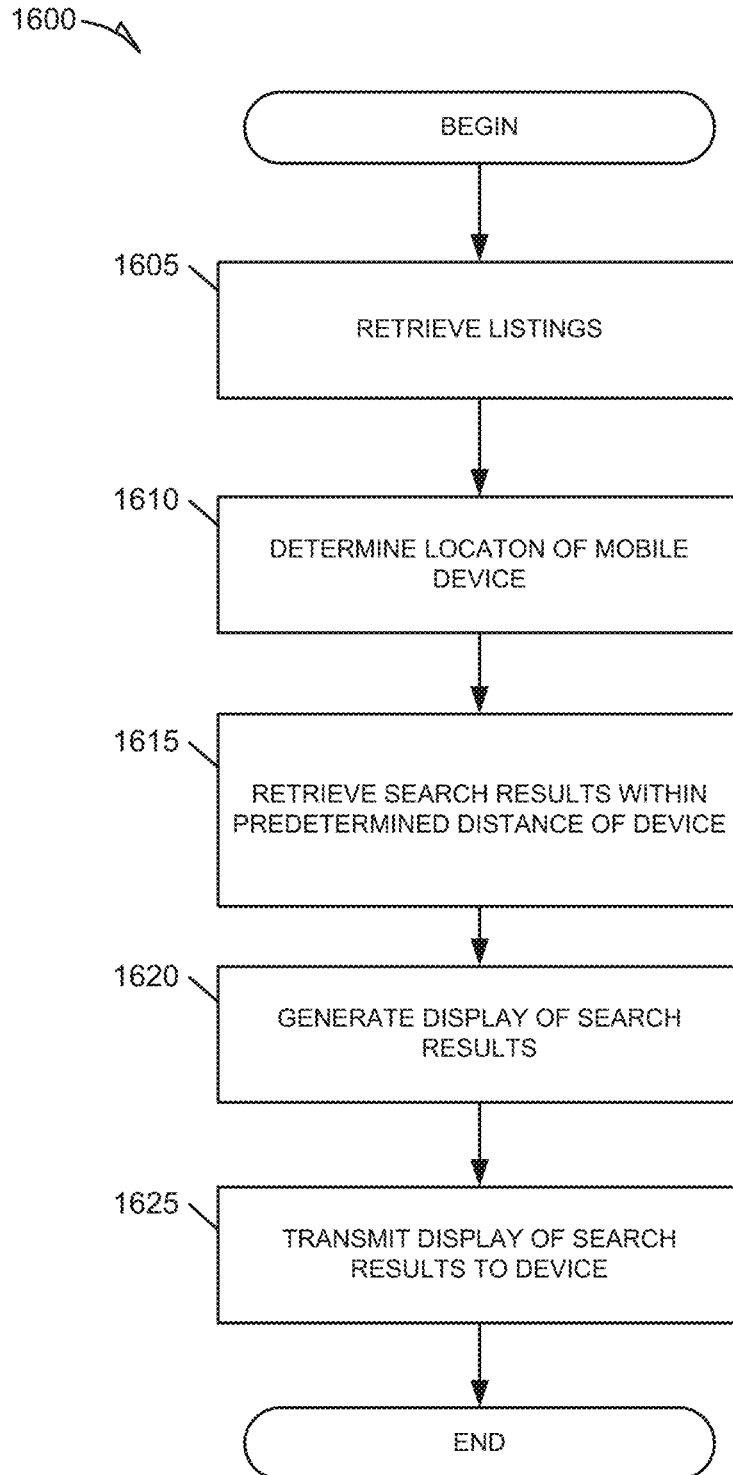 1600
BEGIN
1605
RETRIEVE LISTINGS
1610
DETERMINE LOCATON OF MOBILE
DEVICE
1615
RETRIEVE SEARCH RESULTS WITHIN
PREDETERMINED DISTANCE OF DEVICE
1620
GENERATE DISPLAY OF SEARCH
RESULTS
1625
TRANSMIT DISPLAY OF SEARCH
RESULTS TO DEVICE
END